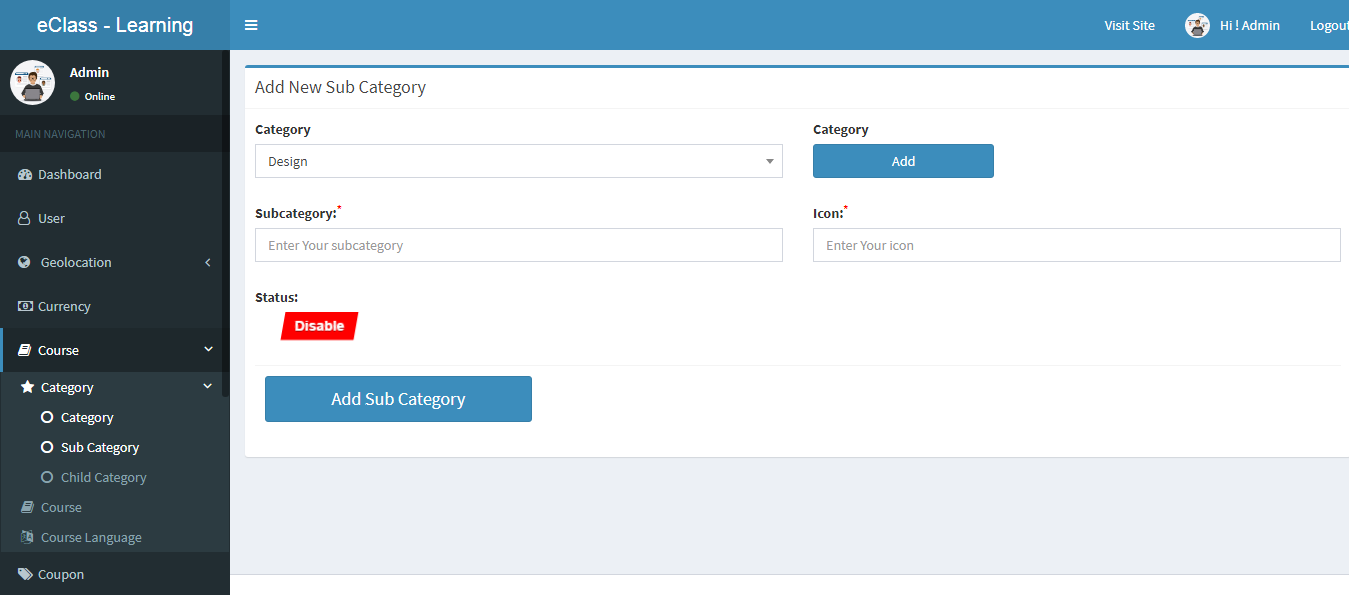 eClass - Learning
Visit Site
Hi ! Admin
Logout
Admin
Online
MAIN NAVIGATION
Dashboard
User
Geolocation
Currency
Course
Category
Category
Sub Category
Child Category
Course
Course Language
Coupon
Add New Sub Category
Category
Design
Category
Add
Subcategory:*
Enter Your subcategory
Icon:*
Enter Your icon
Status:
Disable
Add Sub Category